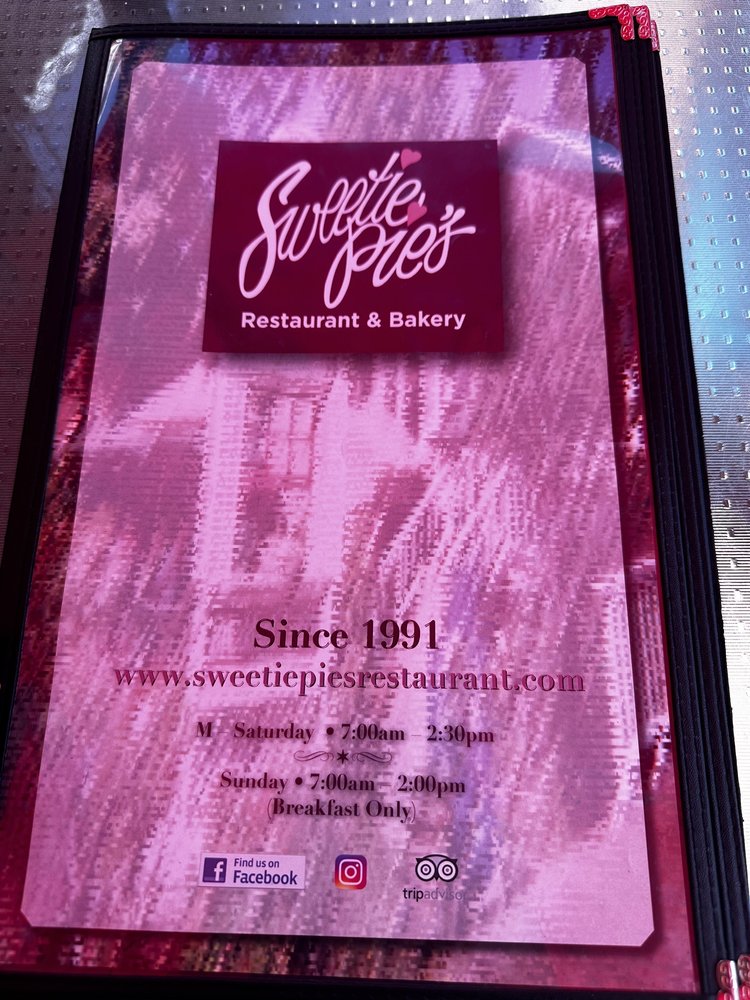 Sweetie
Pie's
Restaurant & Bakery
Since 1991
www.sweetiepiesrestaurant.com
M – Saturday • 7:00am – 2:30pm
Sunday • 7:00am – 2:00pm
(Breakfast Only)
Find us on
Facebook
tripadvisor